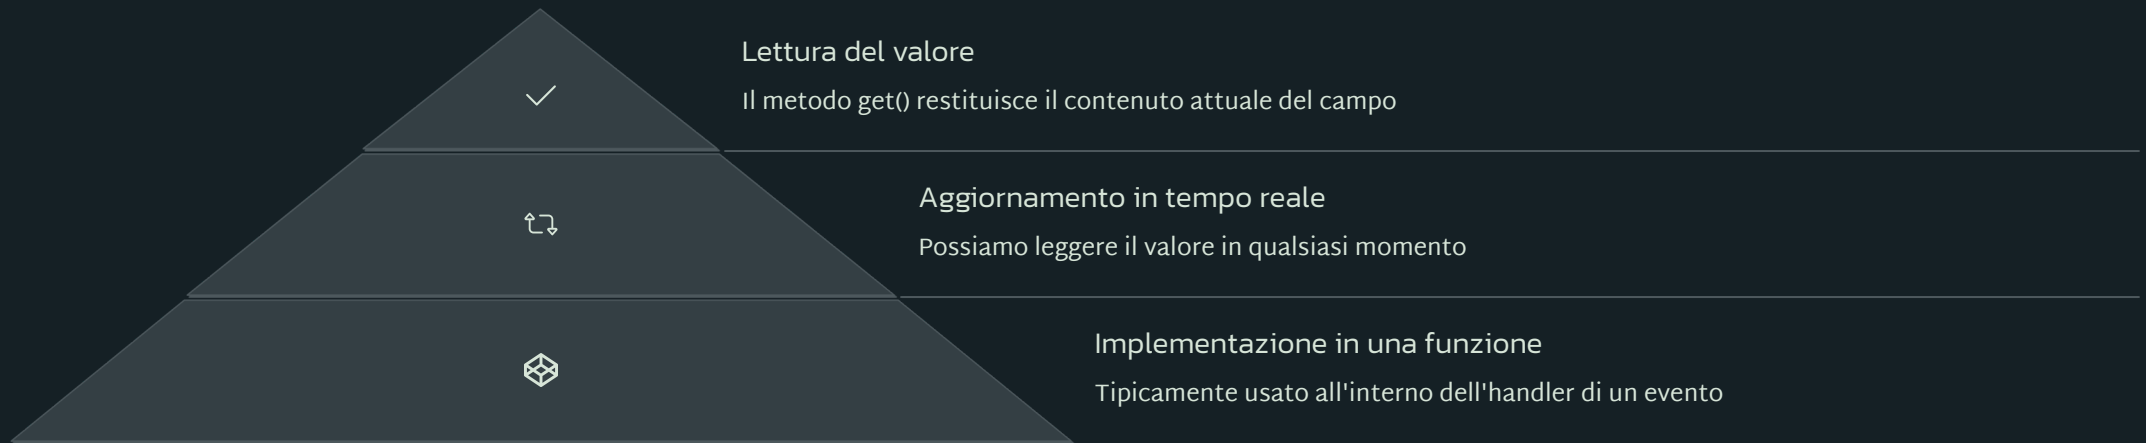 Lettura del valore
Il metodo get() restituisce il contenuto attuale del campo
Aggiornamento in tempo reale
Possiamo leggere il valore in qualsiasi momento
Implementazione in una funzione
Tipicamente usato all'interno dell'handler di un evento